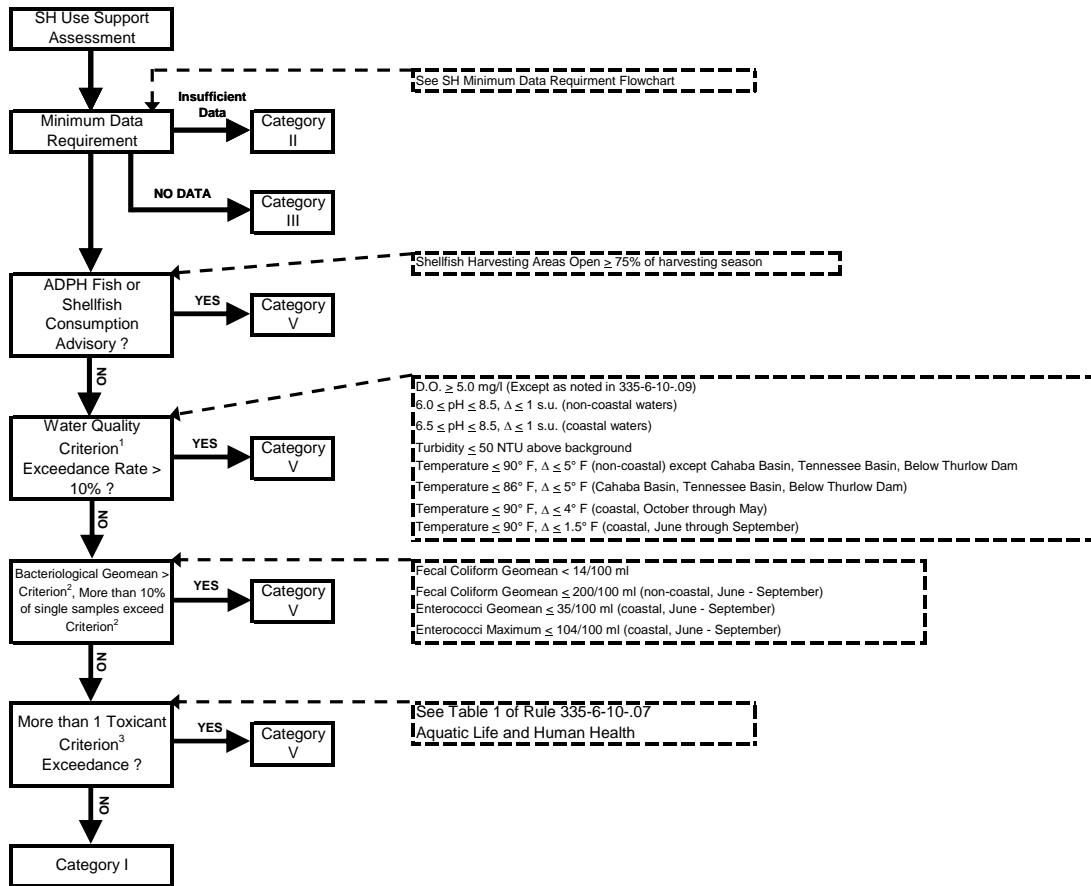 SH Use Support
Assessment
See SH Minimum Data Requirment Flowchart
Insufficient
Data
Minimum Data
Requirement
Category
II
NO DATA
Category
III
Shellfish Harvesting Areas Open ≥ 75% of harvesting season
ADPH Fish or
Shellfish
Consumption
Advisory ?
YES
Category
V
NO
D.O. ≥ 5.0 mg/l (Except as noted in 335-6-10-.09)
6.0 ≤ pH ≤ 8.5, Δ ≤ 1 s.u. (non-coastal waters)
6.5 ≤ pH ≤ 8.5, Δ ≤ 1 s.u. (coastal waters)
Turbidity ≤ 50 NTU above background
Temperature ≤ 90° F, Δ ≤ 5° F (non-coastal) except Cahaba Basin, Tennessee Basin, Below Thurlow Dam
Temperature ≤ 86° F, Δ ≤ 5° F (Cahaba Basin, Tennessee Basin, Below Thurlow Dam)
Temperature ≤ 90° F, Δ ≤ 4° F (coastal, October through May)
Temperature ≤ 90° F, Δ ≤ 1.5° F (coastal, June through September)
Water Quality
Criterion¹
Exceedance Rate >
10% ?
YES
Category
V
NO
Fecal Coliform Geomean < 14/100 ml
Fecal Coliform Geomean ≤ 200/100 ml (non-coastal, June - September)
Enterococci Geomean ≤ 35/100 ml (coastal, June - September)
Enterococci Maximum ≤ 104/100 ml (coastal, June - September)
Bacteriological Geomean >
Criterion², More than 10%
of single samples exceed
Criterion²
YES
Category
V
NO
See Table 1 of Rule 335-6-10-.07
Aquatic Life and Human Health
More than 1 Toxicant
Criterion³
Exceedance ?
YES
Category
V
NO
Category I